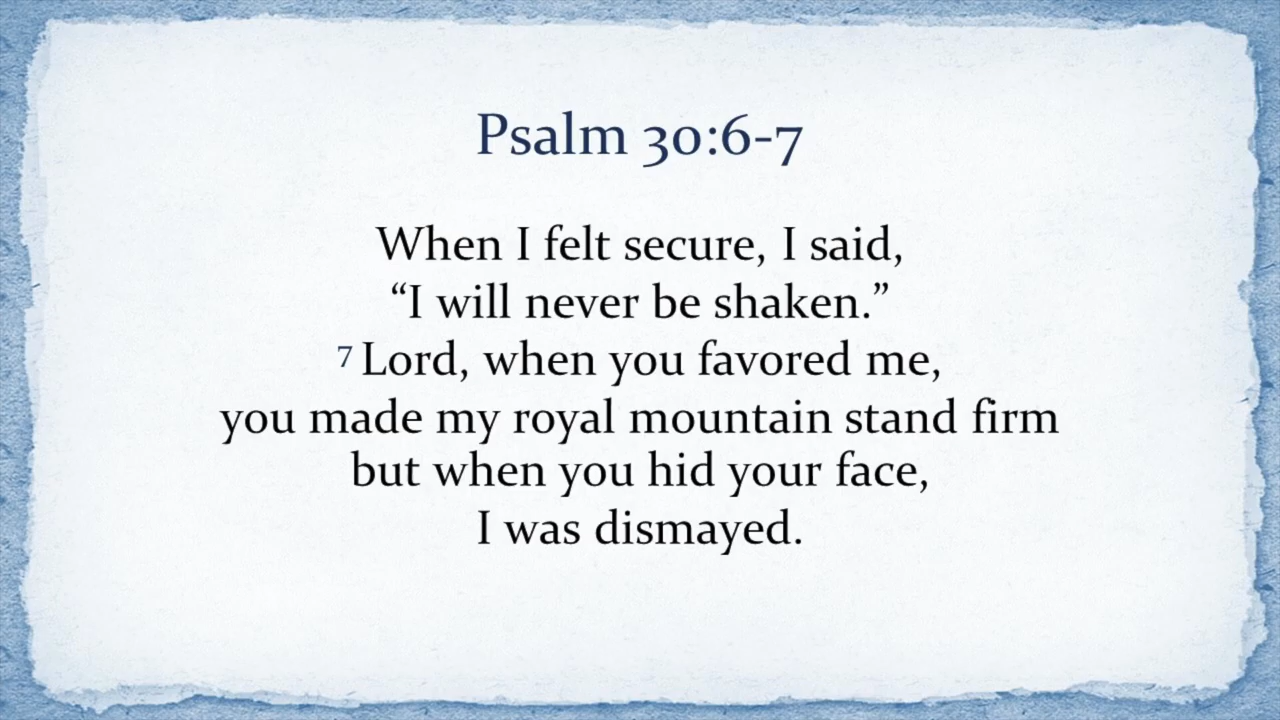 Psalm 30:6-7
When I felt secure, I said,
“I will never be shaken.”
7 Lord, when you favored me,
you made my royal mountain stand firm
but when you hid your face,
I was dismayed.